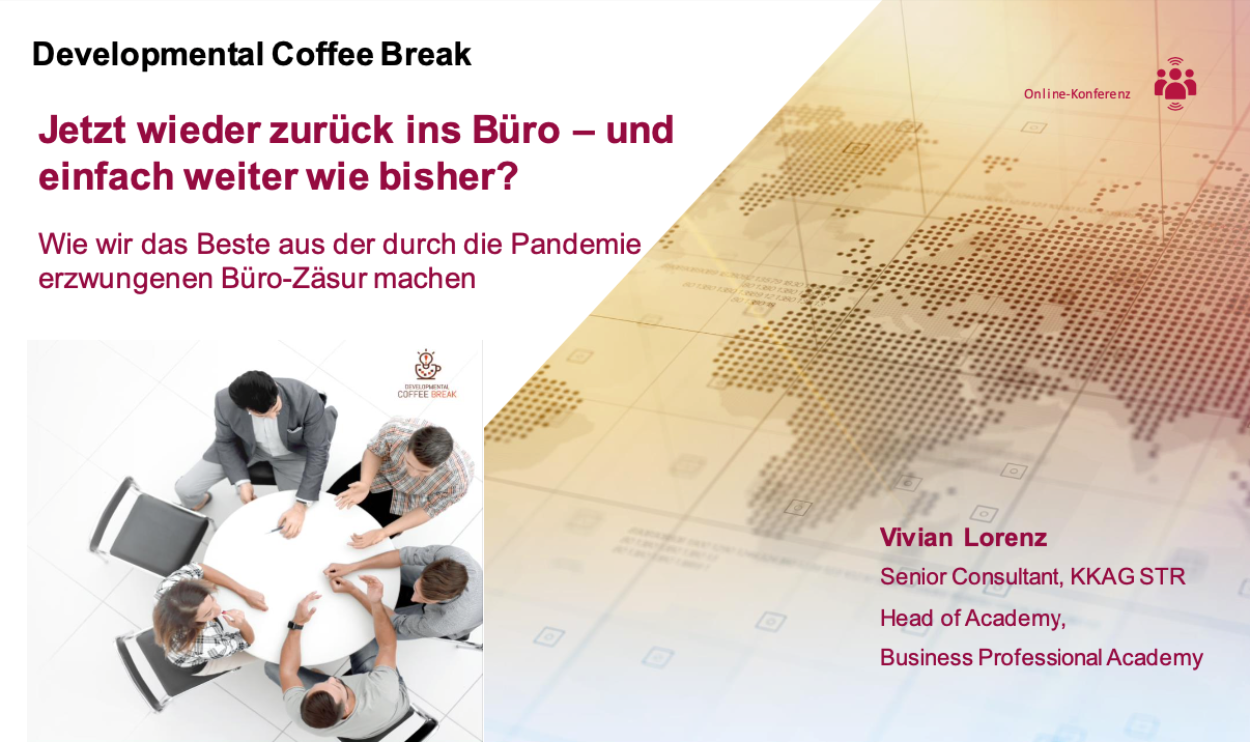 Developmental Coffee Break
Online-Konferenz
Jetzt wieder zurück ins Büro – und
einfach weiter wie bisher?
Wie wir das Beste aus der durch die Pandemie
erzwungenen Büro-Zäsur machen
DEVELOPMENTAL
COFFEE BREAK
Vivian Lorenz
Senior Consultant, KKAG STR
Head of Academy,
Business Professional Academy